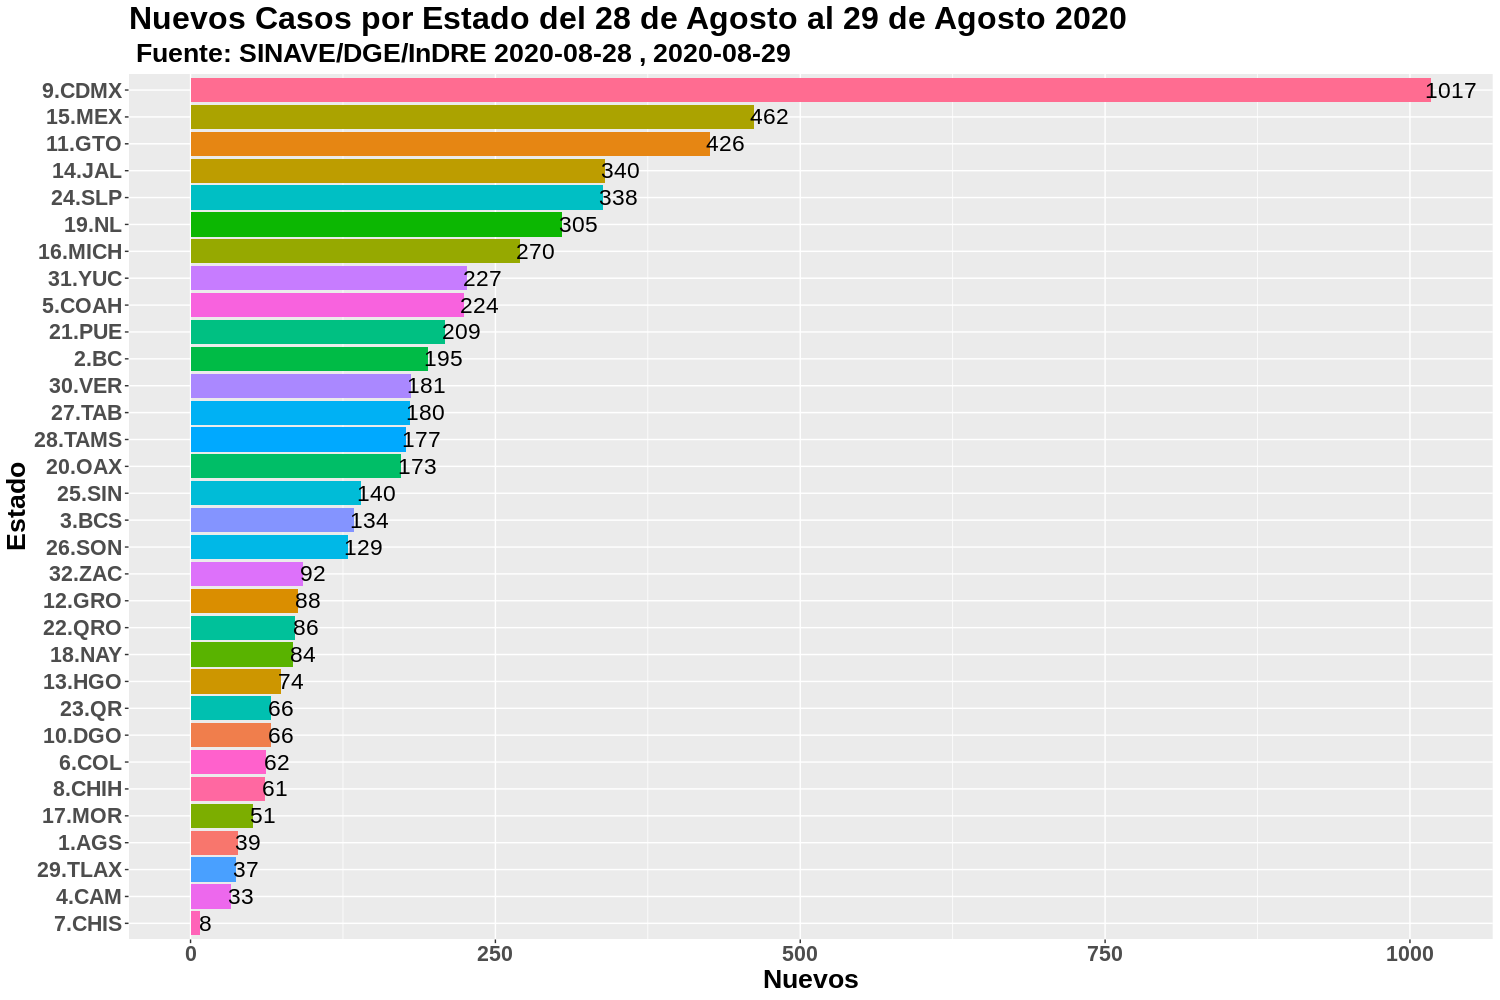 Nuevos Casos por Estado del 28 de Agosto al 29 de Agosto 2020
Fuente: SINAVE/DGE/InDRE 2020-08-28 , 2020-08-29
Estado
9.CDMX 1017
15.MEX 462
11.GTO 426
14.JAL 340
24.SLP 338
19.NL 305
16.MICH 270
31.YUC 227
5.COAH 224
21.PUE 209
2.BC 195
30.VER 181
27.TAB 180
28.TAMS 177
20.OAX 173
25.SIN 140
3.BCS 134
26.SON 129
32.ZAC 92
12.GRO 88
22.QRO 86
18.NAY 84
13.HGO 74
23.QR 66
10.DGO 66
6.COL 62
8.CHIH 61
17.MOR 51
1.AGS 39
29.TLAX 37
4.CAM 33
7.CHIS 8
0 250 500 750 1000
Nuevos